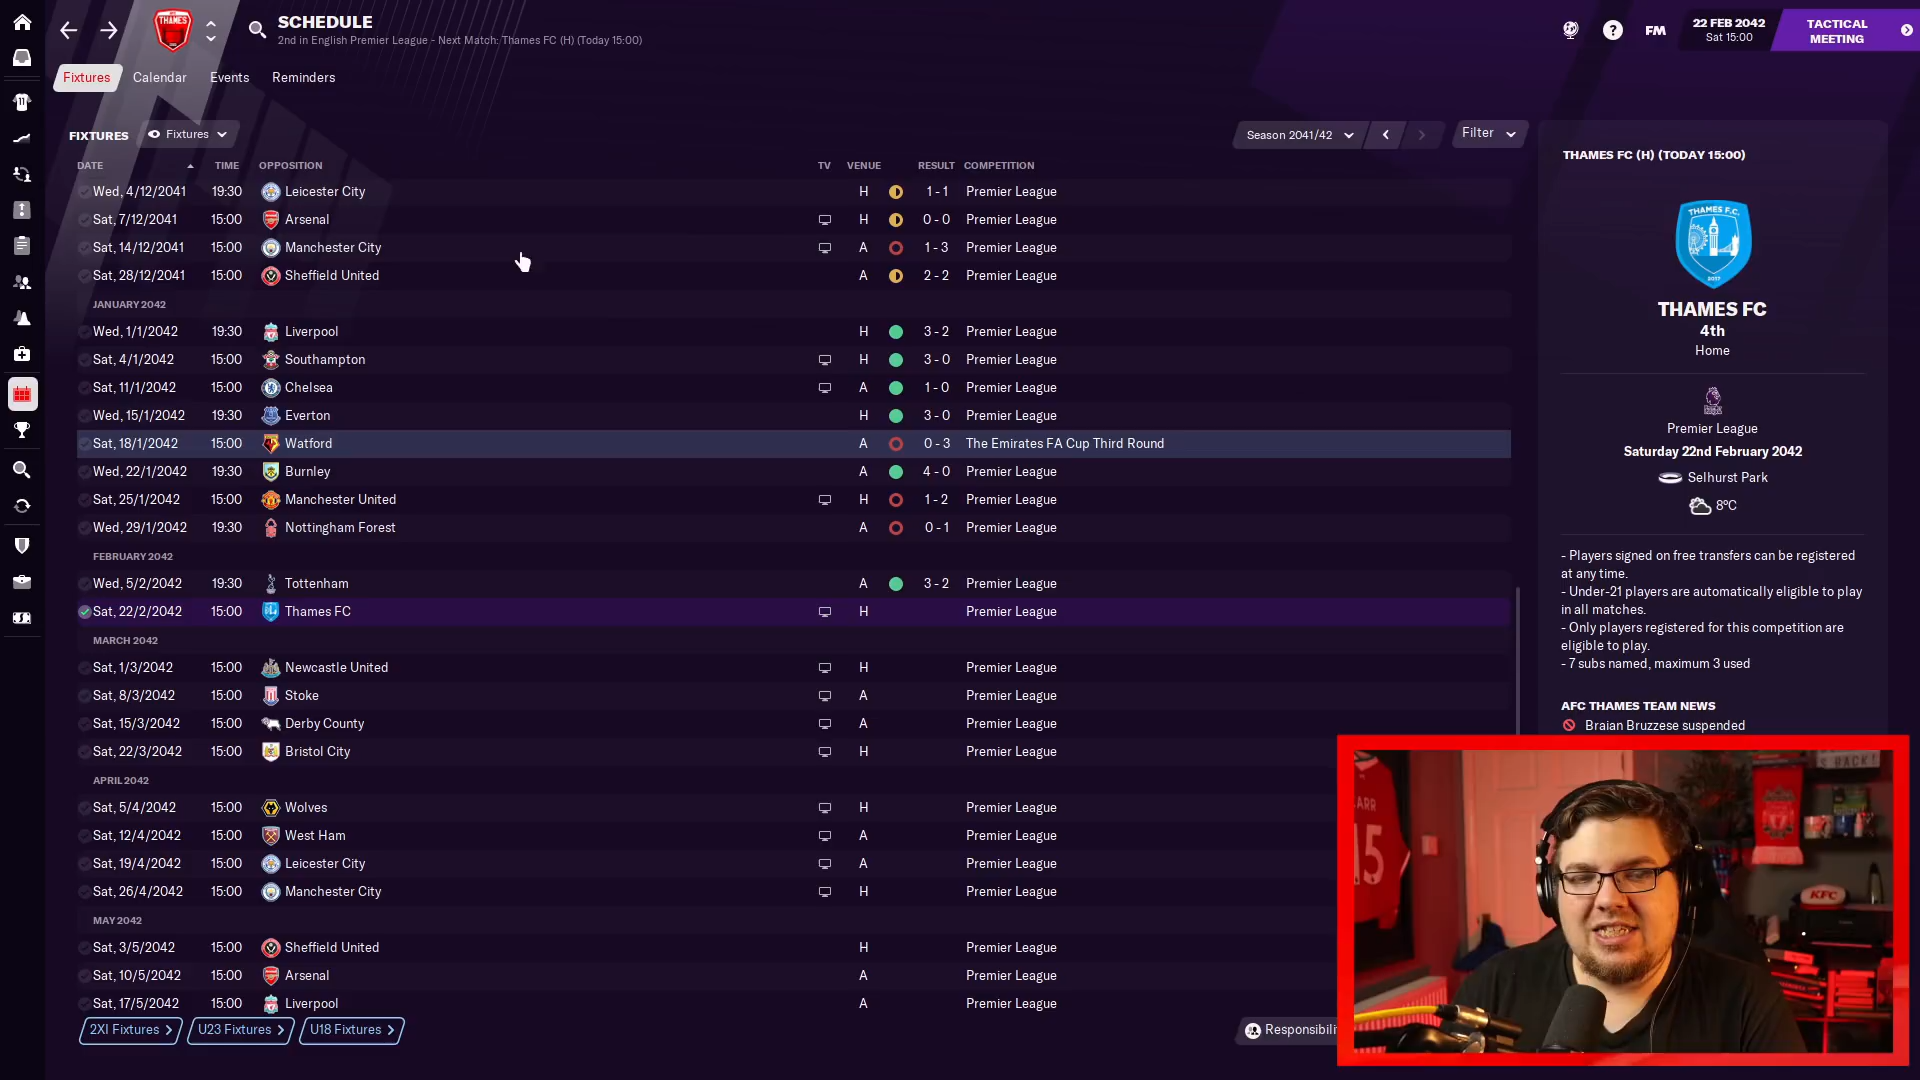 SCHEDULE
2nd in English Premier League - Next Match: Thames FC (H) (Today 15:00)
FM
22 FEB 2042
Sat 15:00
TACTICAL
MEETING
Fixtures Calendar Events Reminders
FIXTURES Fixtures Season 2041/42 Filter
DATE TIME OPPOSITION TV VENUE RESULT COMPETITION
Wed, 4/12/2041 19:30 Leicester City H 1 - 1 Premier League
Sat, 7/12/2041 15:00 Arsenal H 0 - 0 Premier League
Sat, 14/12/2041 15:00 Manchester City A 1 - 3 Premier League
Sat, 28/12/2041 15:00 Sheffield United A 2 - 2 Premier League
JANUARY 2042
Wed, 1/1/2042 19:30 Liverpool H 3 - 2 Premier League
Sat, 4/1/2042 15:00 Southampton H 3 - 0 Premier League
Sat, 11/1/2042 15:00 Chelsea A 1 - 0 Premier League
Wed, 15/1/2042 19:30 Everton H 3 - 0 Premier League
Sat, 18/1/2042 15:00 Watford A 0 - 3 The Emirates FA Cup Third Round
Wed, 22/1/2042 19:30 Burnley A 4 - 0 Premier League
Sat, 25/1/2042 15:00 Manchester United H 1 - 2 Premier League
Wed, 29/1/2042 19:30 Nottingham Forest A 0 - 1 Premier League
FEBRUARY 2042
Wed, 5/2/2042 19:30 Tottenham A 3 - 2 Premier League
Sat, 22/2/2042 15:00 Thames FC H Premier League
MARCH 2042
Sat, 1/3/2042 15:00 Newcastle United H Premier League
Sat, 8/3/2042 15:00 Stoke A Premier League
Sat, 15/3/2042 15:00 Derby County A Premier League
Sat, 22/3/2042 15:00 Bristol City H Premier League
APRIL 2042
Sat, 5/4/2042 15:00 Wolves H Premier League
Sat, 12/4/2042 15:00 West Ham A Premier League
Sat, 19/4/2042 15:00 Leicester City A Premier League
Sat, 26/4/2042 15:00 Manchester City H Premier League
MAY 2042
Sat, 3/5/2042 15:00 Sheffield United H Premier League
Sat, 10/5/2042 15:00 Arsenal A Premier League
Sat, 17/5/2042 15:00 Liverpool A Premier League
2XI Fixtures U23 Fixtures U18 Fixtures
THAMES FC (H) (TODAY 15:00)
THAMES F.C.
THAMES FC
4th
Home
Premier League
Saturday 22nd February 2042
Selhurst Park
8°C
- Players signed on free transfers can be registered
at any time.
- Under-21 players are automatically eligible to play
in all matches.
- Only players registered for this competition are
eligible to play.
- 7 subs named, maximum 3 used
AFC THAMES TEAM NEWS
Braian Bruzzese suspended
KFC